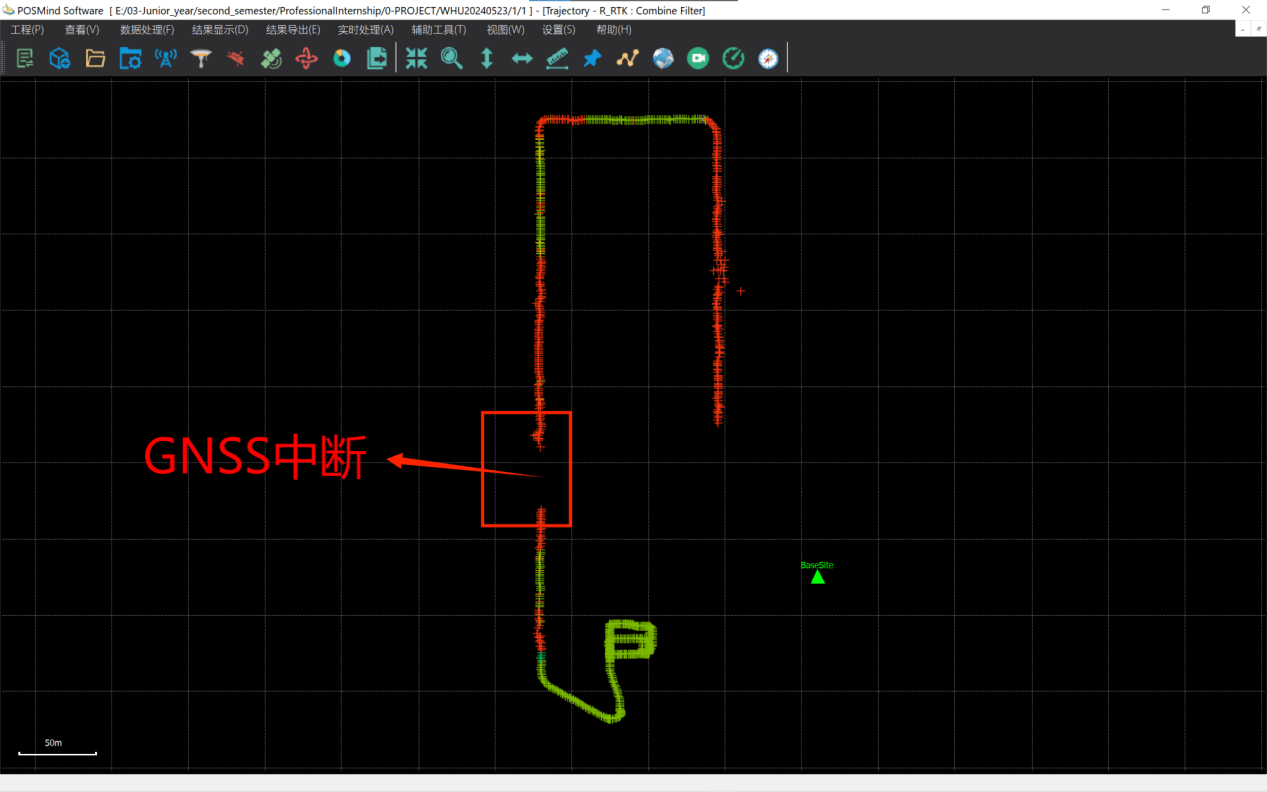 POSMind Software [ E:/03-Junior_year/second_semester/ProfessionalInternship/0-PROJECT/WHU20240523/1/1 ] - [Trajectory - R_RTK : Combine Filter]
工程(P) 查看(V) 数据处理(F) 结果显示(D) 结果导出(E) 实时处理(A) 辅助工具(T) 视图(W) 设置(S) 帮助(H)
GNSS中断
BaseSite
50m